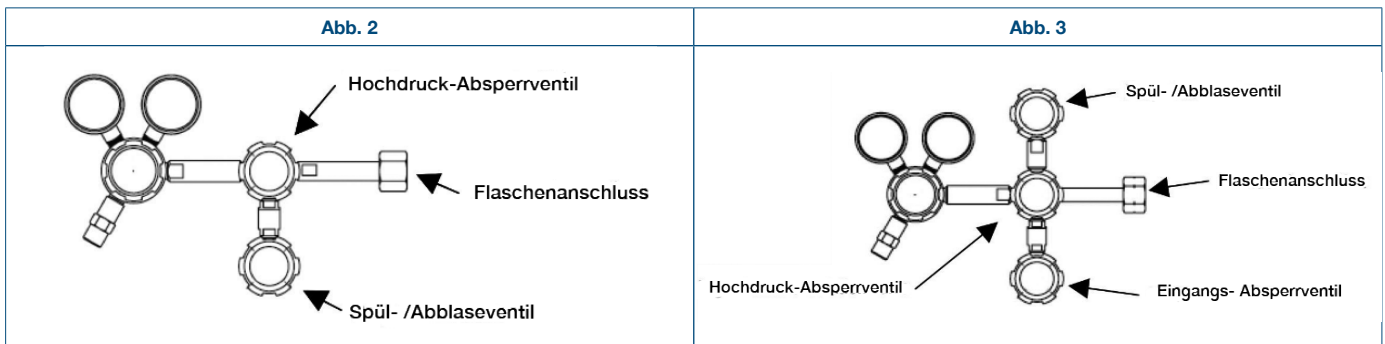 Abb. 2
Hochdruck-Absperrventil
Flaschenanschluss
Spül- /Abblaseventil
Abb. 3
Spül- /Abblaseventil
Flaschenanschluss
Hochdruck-Absperrventil
Eingangs- Absperrventil